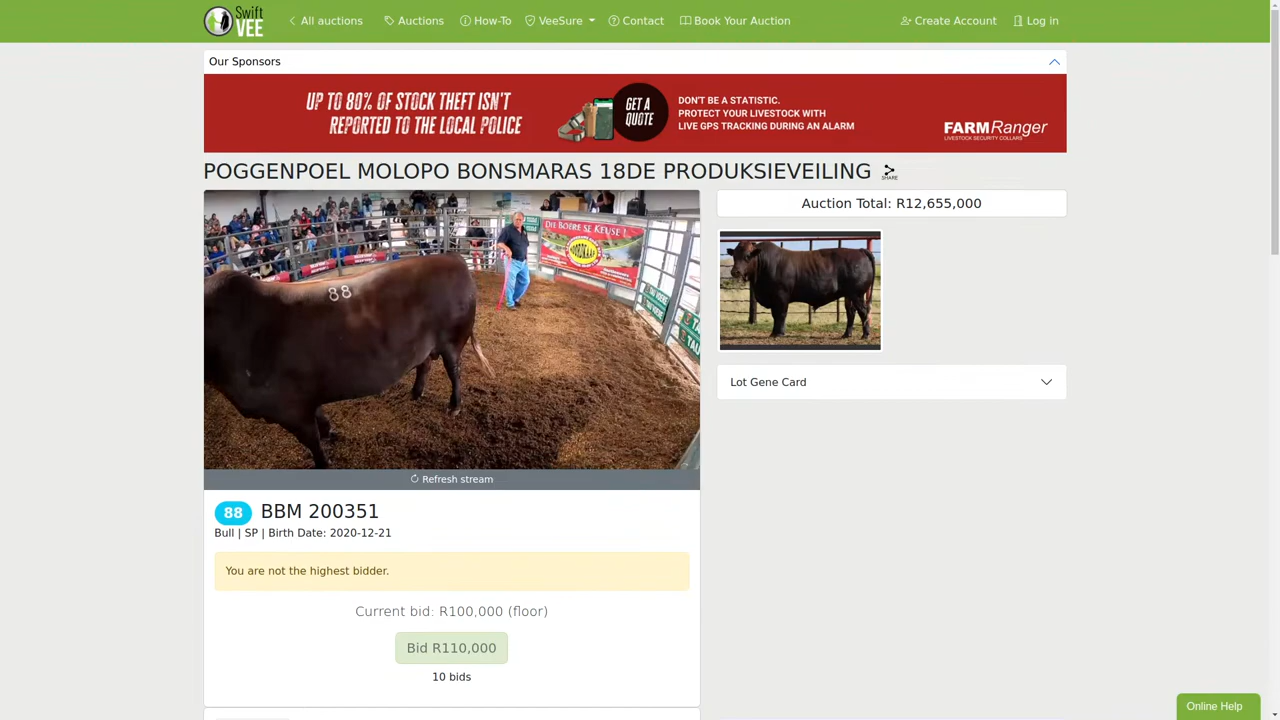 Swift VEE
All auctions
Auctions
How-To
VeeSure
Contact
Book Your Auction
Create Account
Log in
Our Sponsors
UP TO 80% OF STOCK THEFT ISN'T
REPORTED TO THE LOCAL POLICE
GET A
QUOTE
DON'T BE A STATISTIC.
PROTECT YOUR LIVESTOCK WITH
LIVE GPS TRACKING DURING AN ALARM
FARMRanger
LIVESTOCK SECURITY COLLARS
POGGENPOEL MOLOPO BONSMARAS 18DE PRODUKSIEVEILING
SHARE
Auction Total: R12,655,000
DIE BOERE SE KEUSE!
88
Refresh stream
Lot Gene Card
88 BBM 200351
Bull | SP | Birth Date: 2020-12-21
You are not the highest bidder.
Current bid: R100,000 (floor)
Bid R110,000
10 bids
Online Help